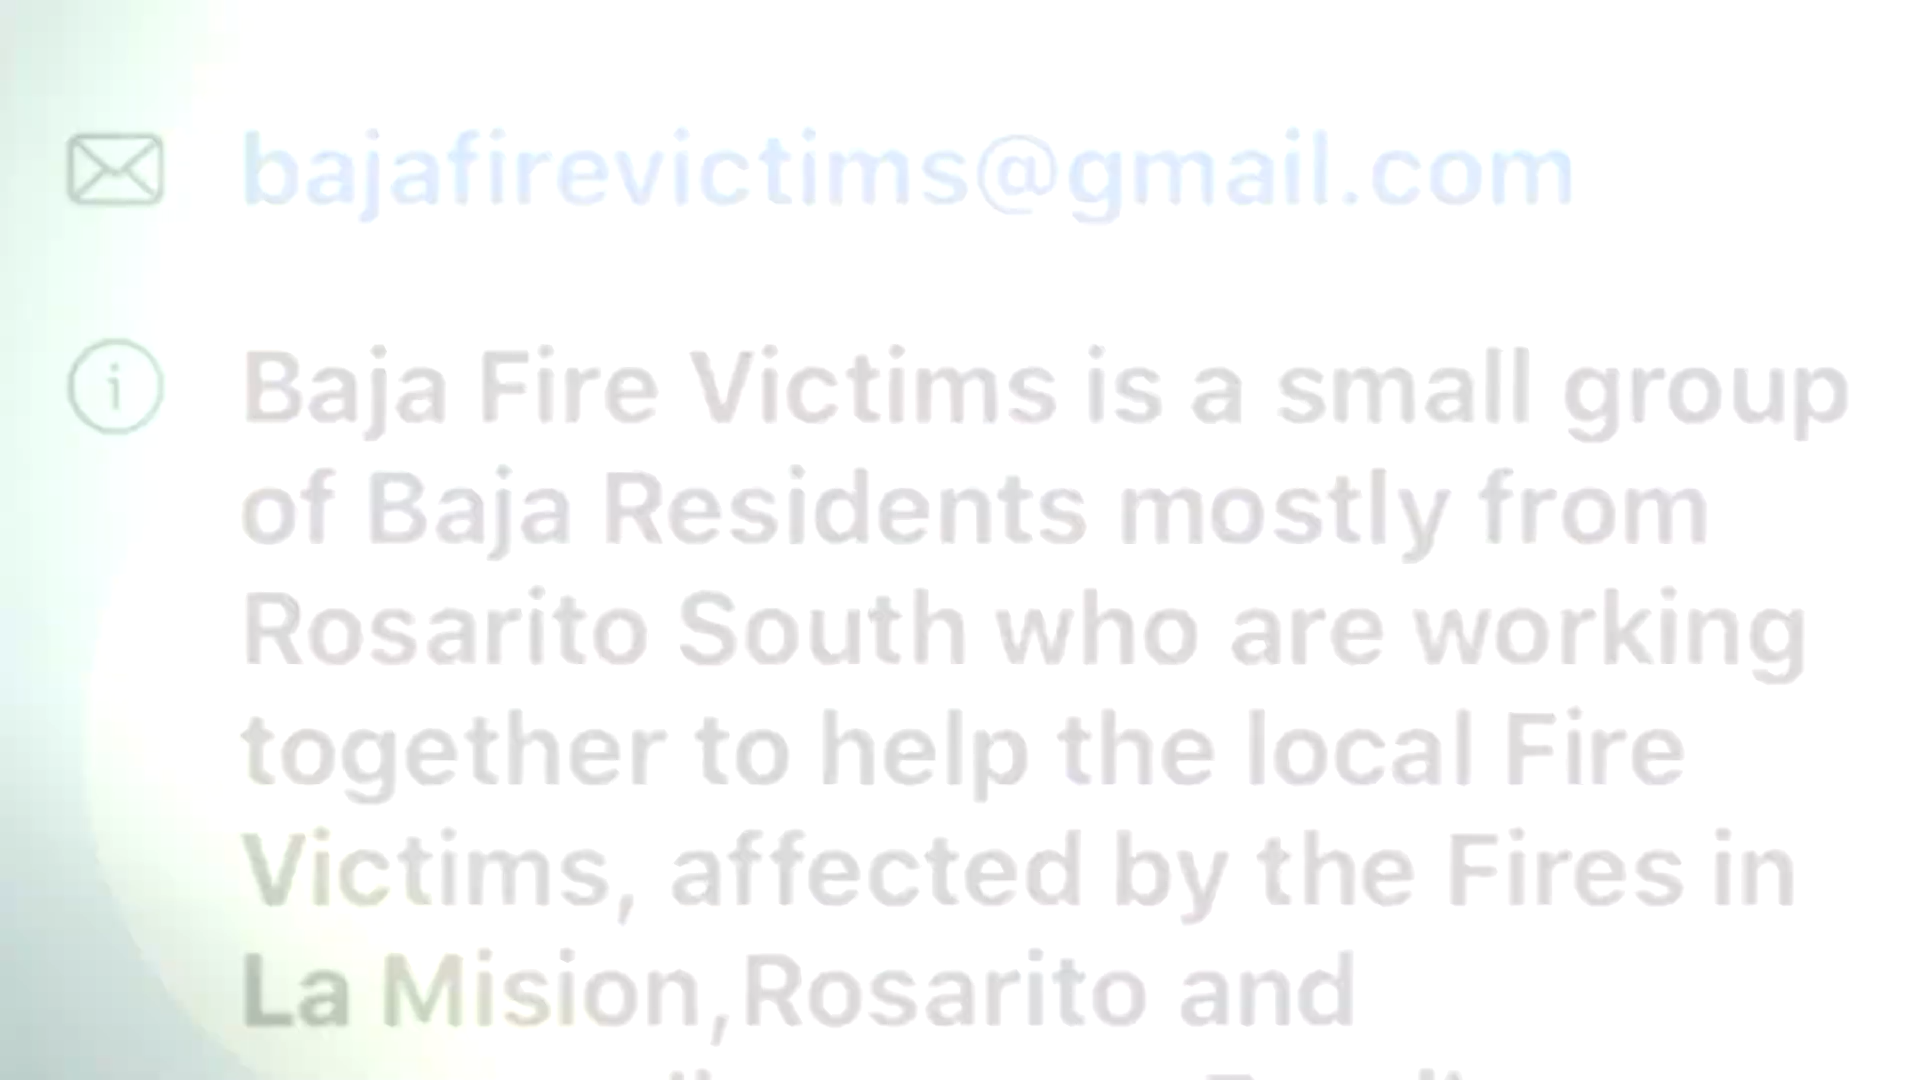 bajafirevictims@gmail.com
Baja Fire Victims is a small group
of Baja Residents mostly from
Rosarito South who are working
together to help the local Fire
Victims, affected by the Fires in
La Mision,Rosarito and